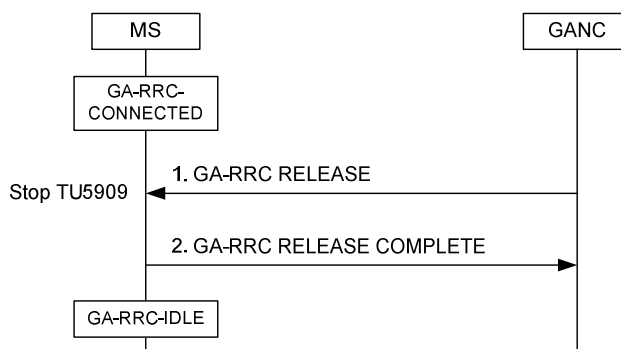 MS
GANC
GA-RRC-
CONNECTED
1. GA-RRC RELEASE
Stop TU5909
2. GA-RRC RELEASE COMPLETE
GA-RRC-IDLE